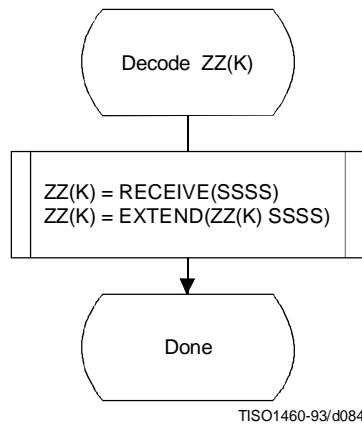 Decode ZZ(K)
ZZ(K) = RECEIVE(SSSS)
ZZ(K) = EXTEND(ZZ(K) SSSS)
Done
TISO1460-93/d084